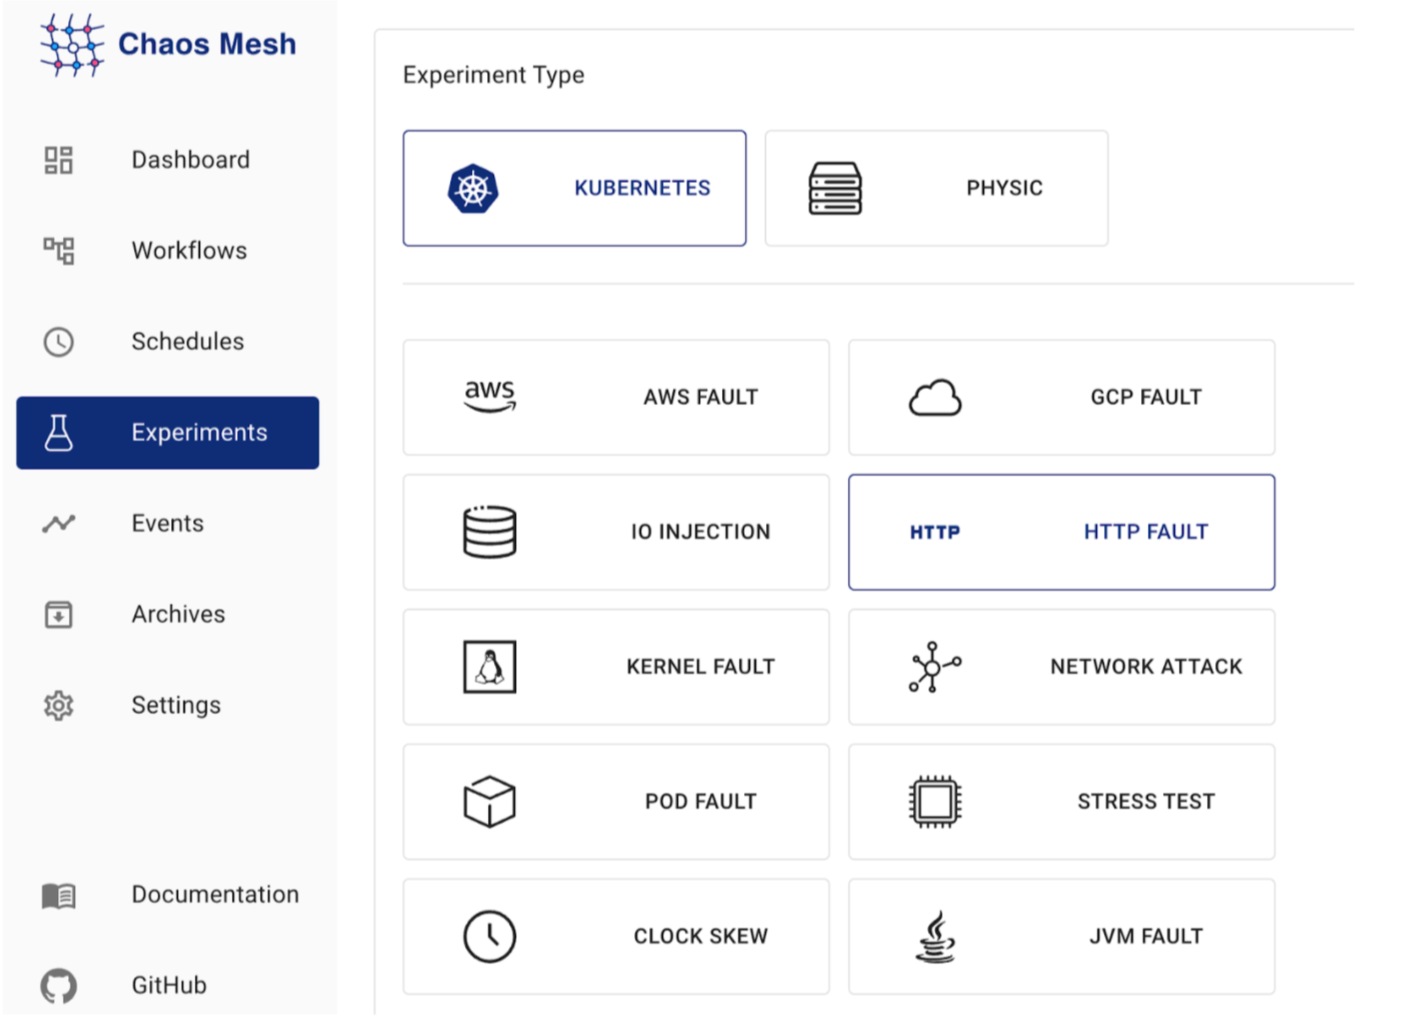 Chaos Mesh
Dashboard
Workflows
Schedules
Experiments
Events
Archives
Settings
Documentation
GitHub
Experiment Type
KUBERNETES
PHYSIC
aws
AWS FAULT
GCP FAULT
IO INJECTION
HTTP
HTTP FAULT
KERNEL FAULT
NETWORK ATTACK
POD FAULT
STRESS TEST
CLOCK SKEW
JVM FAULT